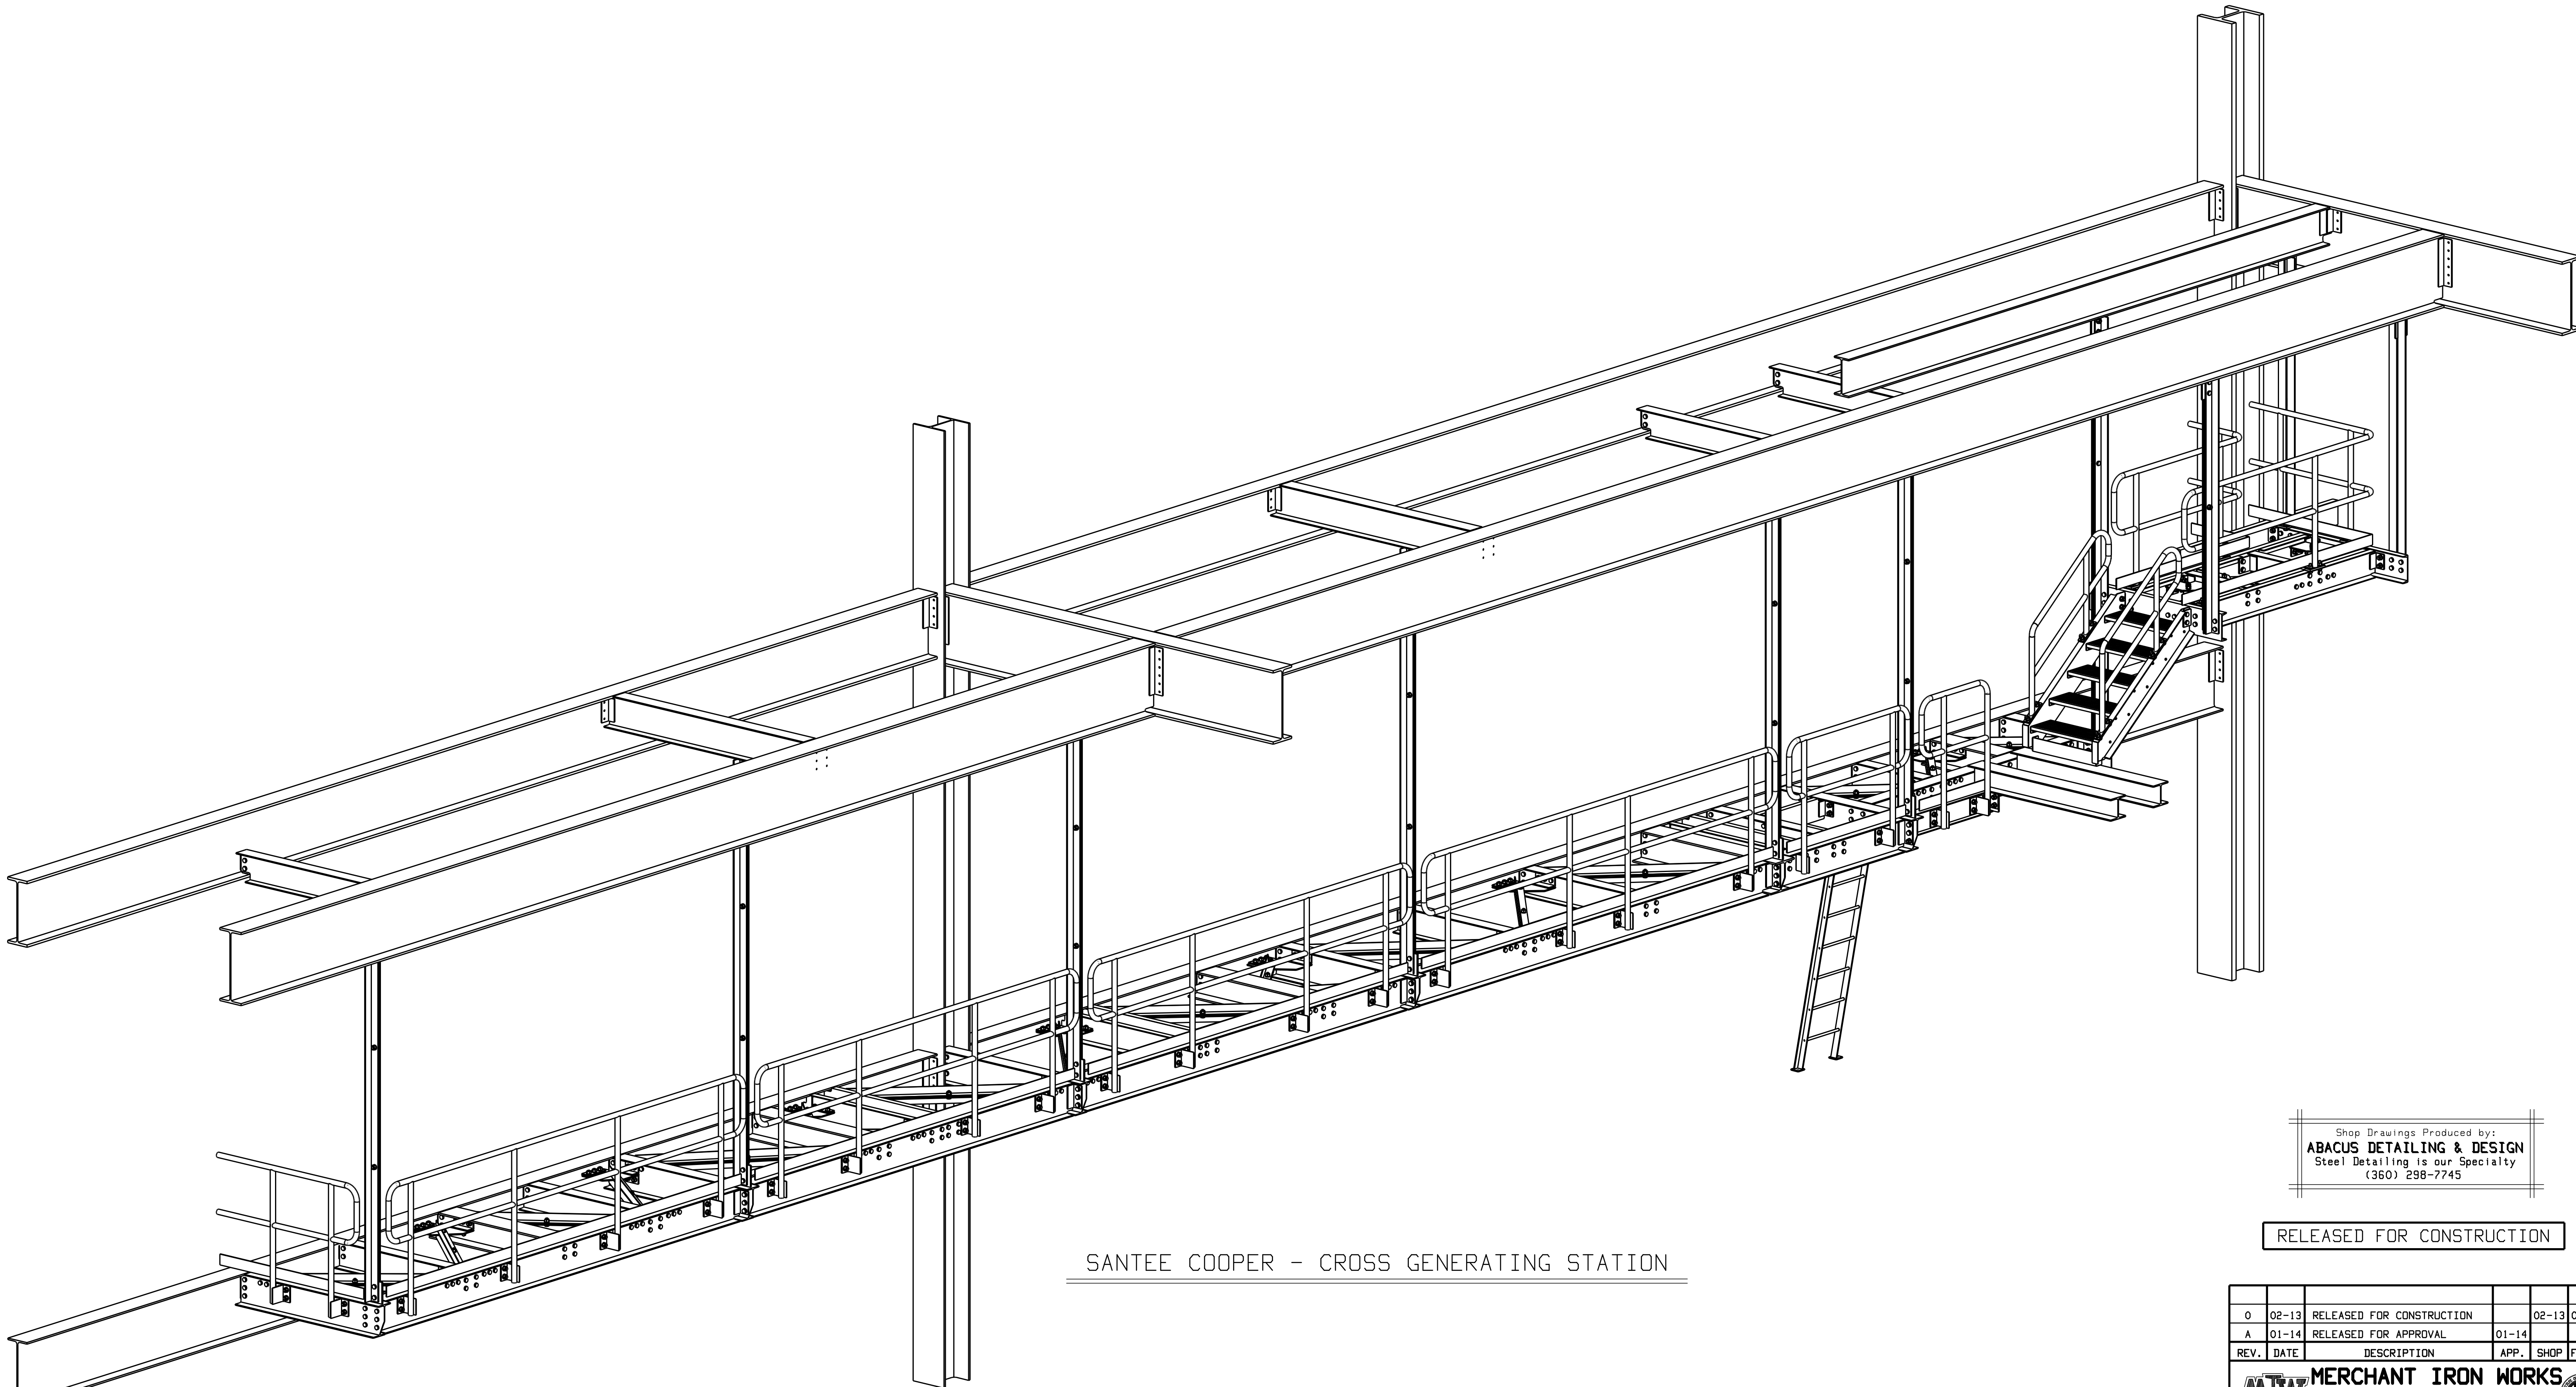 Shop Drawings Produced by:
ABACUS DETAILING & DESIGN
Steel Detailing is our Specialty
(360) 298-7745
RELEASED FOR CONSTRUCTION
SANTEE COOPER - CROSS GENERATING STATION
0 02-13 RELEASED FOR CONSTRUCTION 02-13
A 01-14 RELEASED FOR APPROVAL 01-14
REV. DATE DESCRIPTION APP. SHOP
MERCHANT IRON WORKS